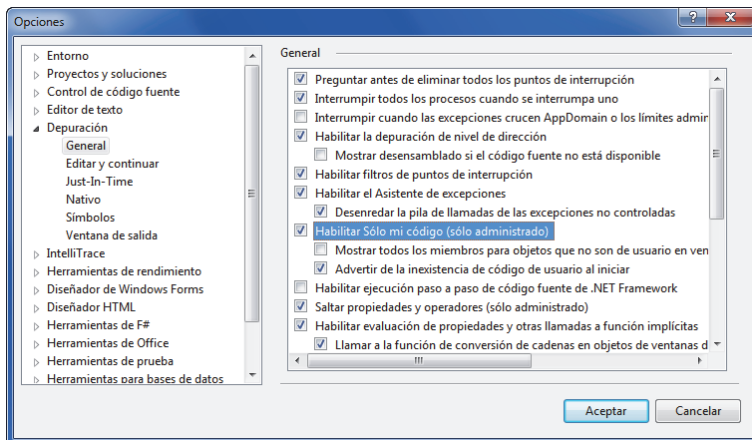 Opciones
Entorno
Proyectos y soluciones
Control de código fuente
Editor de texto
Depuración
General
Editar y continuar
Just-In-Time
Nativo
Símbolos
Ventana de salida
IntelliTrace
Herramientas de rendimiento
Diseñador de Windows Forms
Diseñador HTML
Herramientas de F#
Herramientas de Office
Herramientas de prueba
Herramientas para bases de datos
General
Preguntar antes de eliminar todos los puntos de interrupción
Interrumpir todos los procesos cuando se interrumpa uno
Interrumpir cuando las excepciones crucen AppDomain o los límites admir
Habilitar la depuración de nivel de dirección
Mostrar desensamblado si el código fuente no está disponible
Habilitar filtros de puntos de interrupción
Habilitar el Asistente de excepciones
Desenredar la pila de llamadas de las excepciones no controladas
Habilitar Sólo mi código (sólo administrado)
Mostrar todos los miembros para objetos que no son de usuario en ven
Advertir de la inexistencia de código de usuario al iniciar
Habilitar ejecución paso a paso de código fuente de .NET Framework
Saltar propiedades y operadores (sólo administrado)
Habilitar evaluación de propiedades y otras llamadas a función implícitas
Llamar a la función de conversión de cadenas en objetos de ventanas d
Aceptar
Cancelar